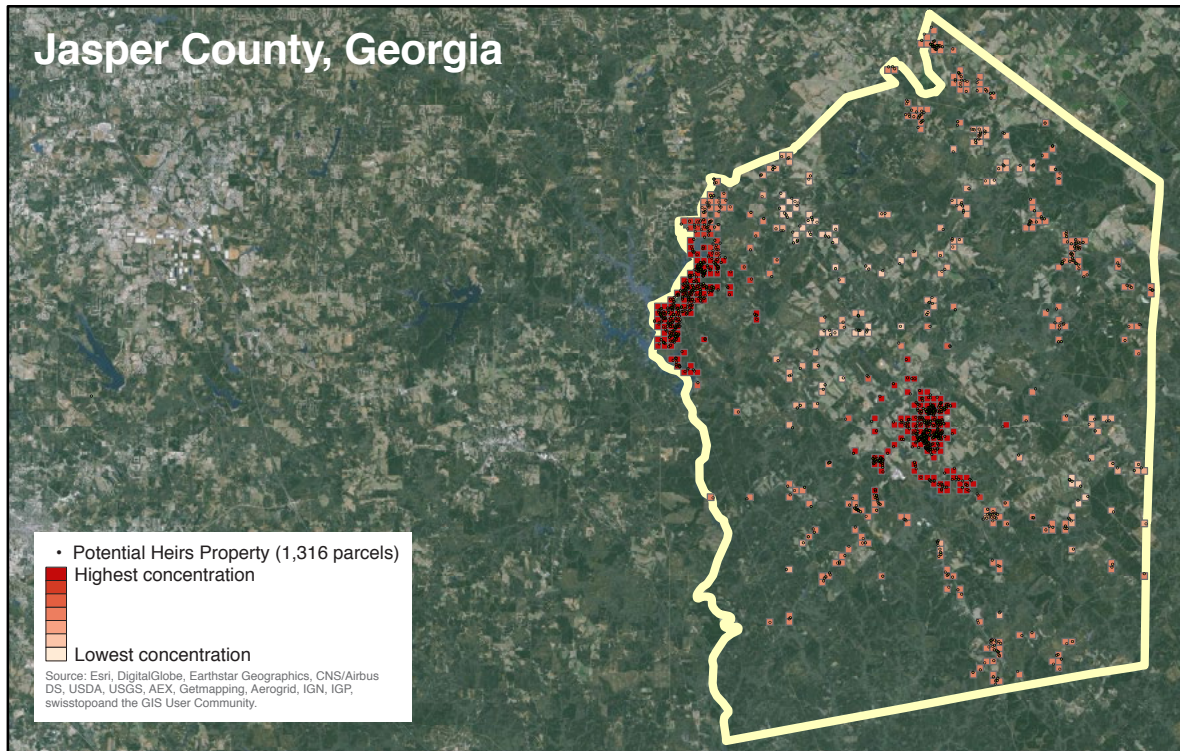 Jasper County, Georgia
• Potential Heirs Property (1,316 parcels)
Highest concentration
Lowest concentration
Source: Esri, DigitalGlobe, Earthstar Geographics, CNS/Airbus
DS, USDA, USGS, AEX, Getmapping, Aerogrid, IGN, IGP,
swisstopoand the GIS User Community.